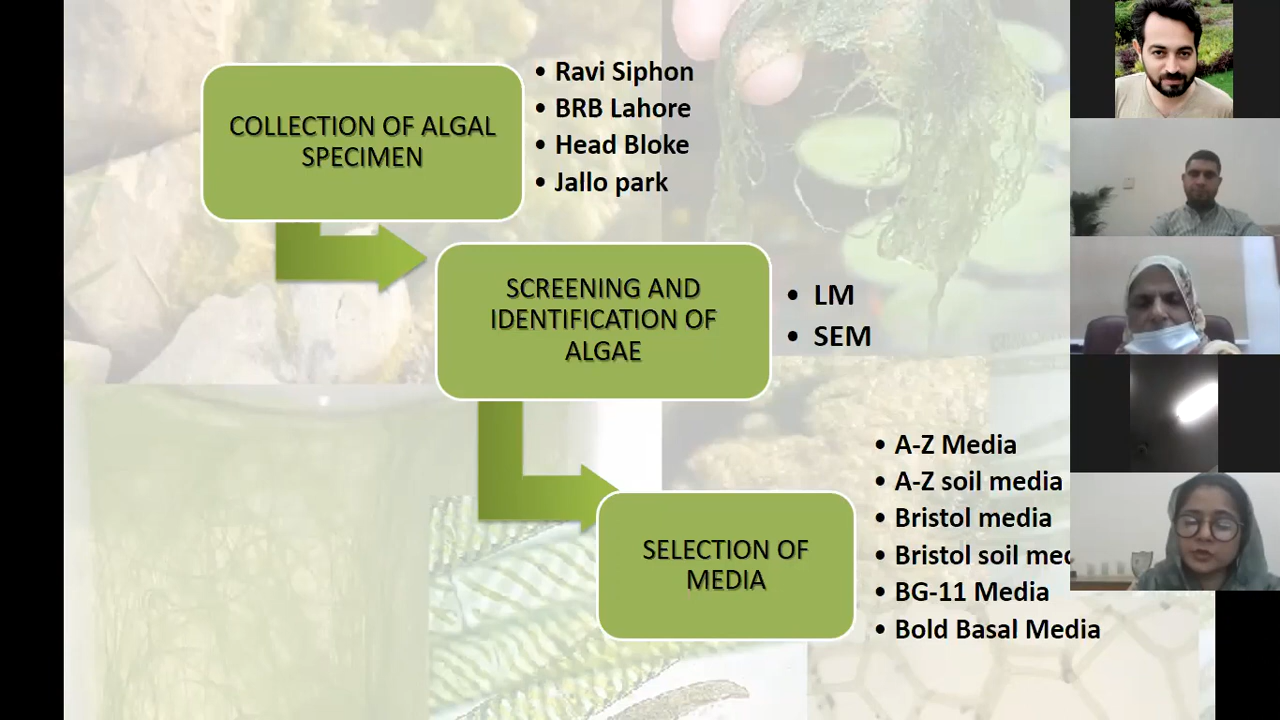 COLLECTION OF ALGAL
SPECIMEN
• Ravi Siphon
• BRB Lahore
• Head Bloke
• Jallo park
SCREENING AND
IDENTIFICATION OF
ALGAE
• LM
• SEM
SELECTION OF
MEDIA
• A-Z Media
• A-Z soil media
• Bristol media
• Bristol soil
• BG-11 Media
• Bold Basal Media